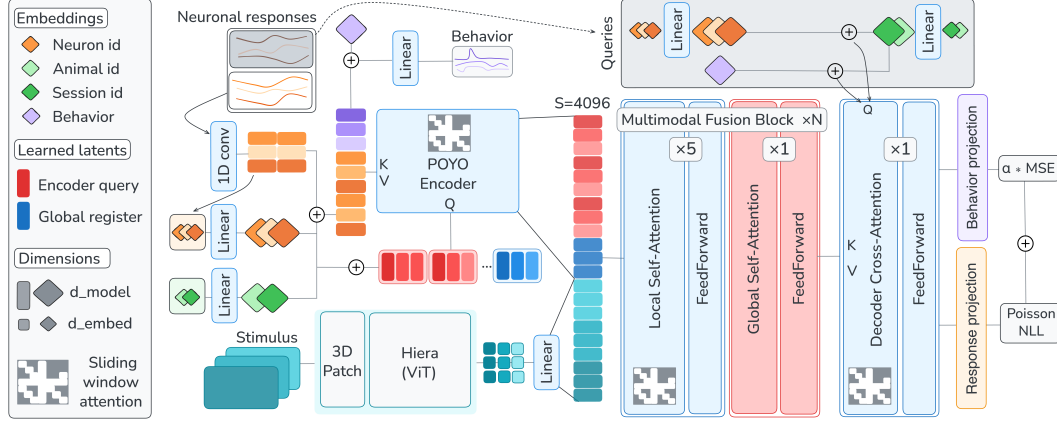 Embeddings
Neuron id
Animal id
Session id
Behavior
Learned latents
Encoder query
Global register
Dimensions
d_model
d_embed
Sliding
window
attention
Neuronal responses
1D conv
Linear
Linear
Linear
Behavior
K
V
POYO
Encoder
Q
...
Stimulus
3D
Patch
Hiera
(ViT)
Linear
S=4096
Queries
Linear
Linear
Multimodal Fusion Block ×N
×5
×1
×1
Local Self-Attention
FeedForward
Global Self-Attention
FeedForward
Q
K
V
Decoder Cross-Attention
FeedForward
Behavior projection
Response projection
α * MSE
Poisson
NLL